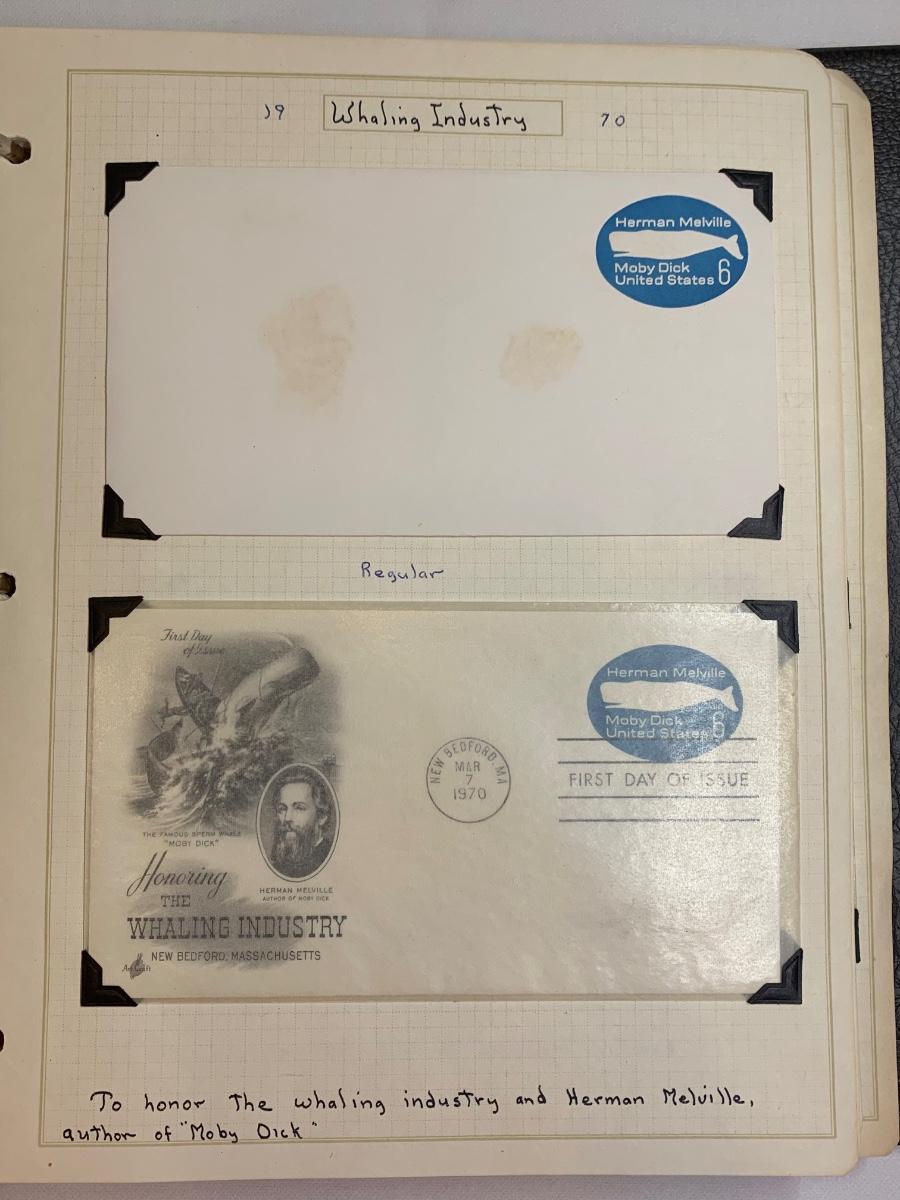 19 Whaling Industry 70
Herman Melville
Moby Dick
United States 6
Regular
First Day
of Issue
Herman Melville
Moby Dick
United States 6
NEW BEDFORD, MA
MAR
7
1970
FIRST DAY OF ISSUE
THE FAMOUS SPERM WHALE
"MOBY DICK"
HERMAN MELVILLE
AUTHOR OF MOBY DICK
Honoring
THE
WHALING INDUSTRY
NEW BEDFORD, MASSACHUSETTS
ArtCraft
To honor the whaling industry and Herman Melville,
author of "Moby Dick"